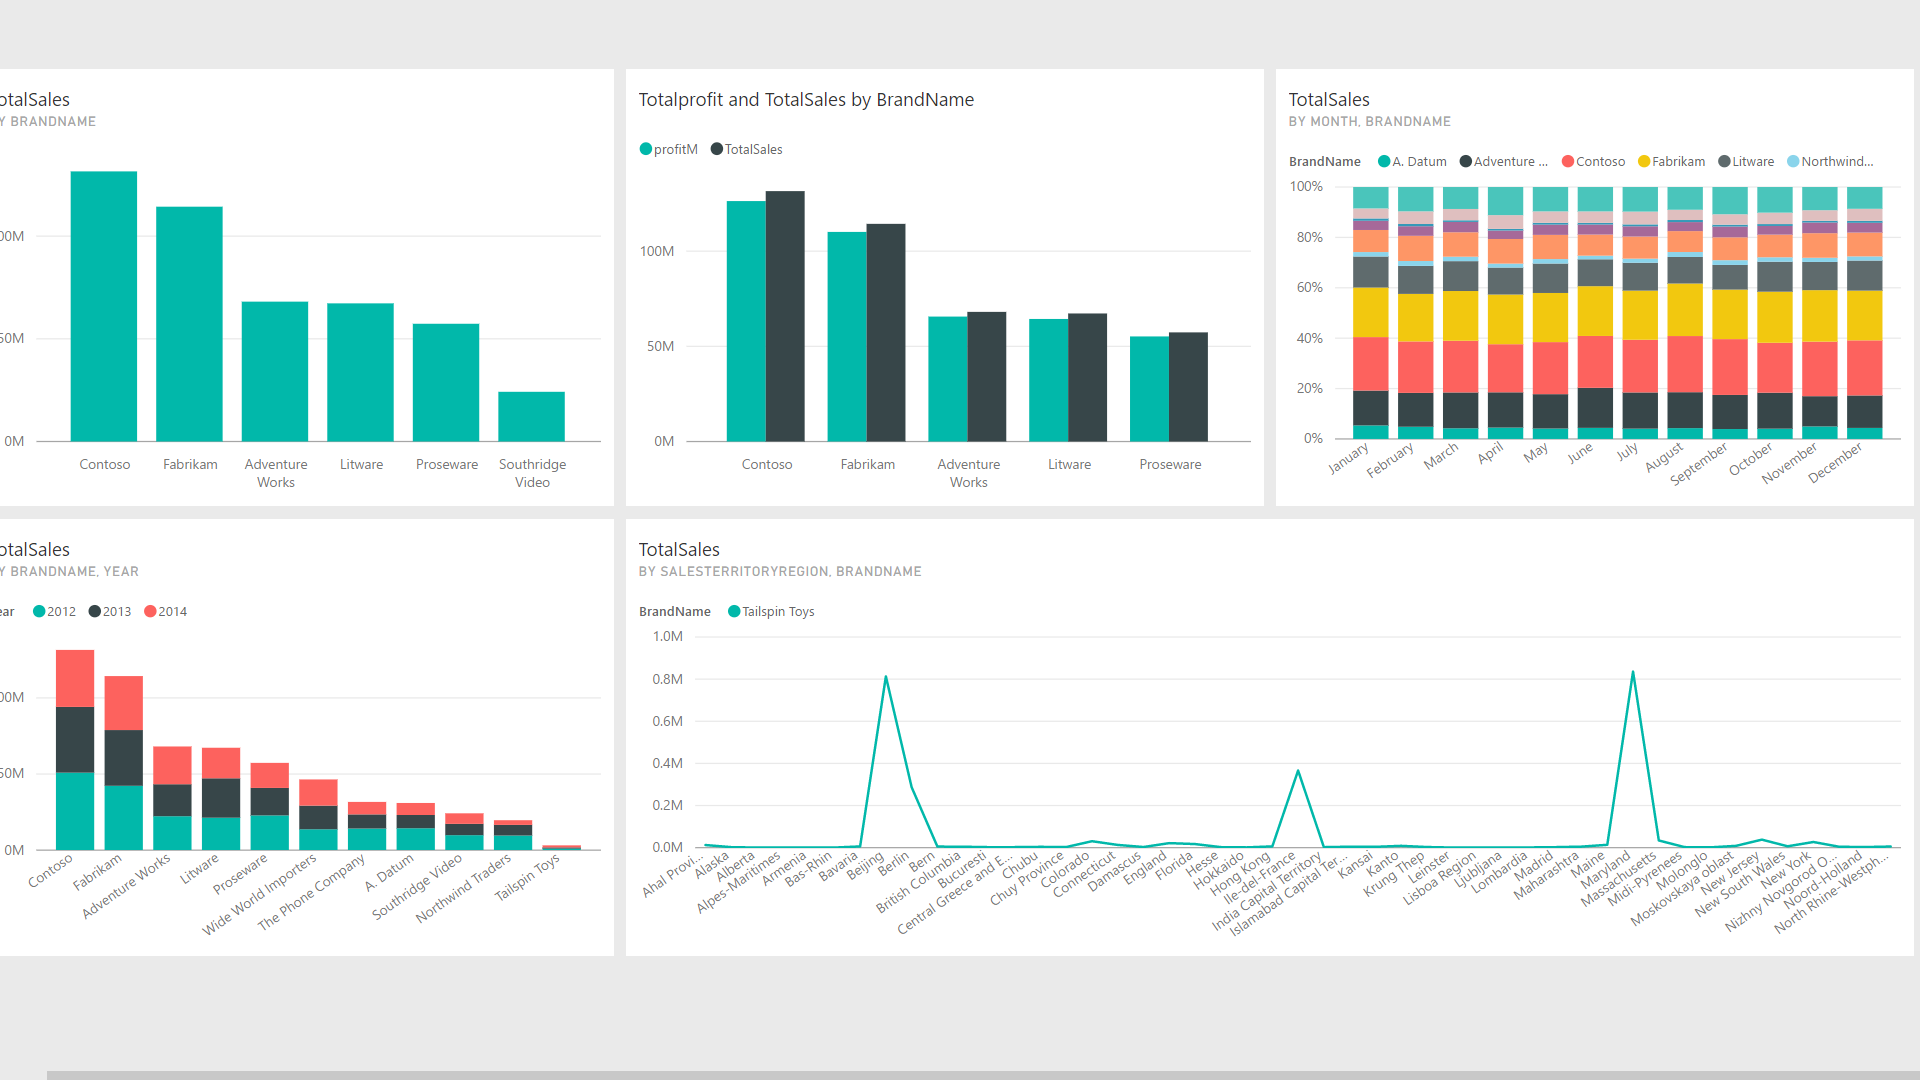 otalSales
Y BRANDNAME
00M
50M
0M
Contoso
Fabrikam
Adventure
Works
Litware
Proseware
Southridge
Video
Totalprofit and TotalSales by BrandName
profitM
TotalSales
100M
50M
0M
Contoso
Fabrikam
Adventure
Works
Litware
Proseware
TotalSales
BY MONTH, BRANDNAME
BrandName A. Datum Adventure ... Contoso Fabrikam Litware Northwind...
100%
80%
60%
40%
20%
0%
January
February
March
April
May
June
July
August
September
October
November
December
otalSales
Y BRANDNAME, YEAR
ear 2012 2013 2014
00M
50M
0M
Contoso
Fabrikam
Adventure Works
Litware
Proseware
Wide World Importers
The Phone Company
A. Datum
Southridge Video
Northwind Traders
Tailspin Toys
TotalSales
BY SALESTERRITORYREGION, BRANDNAME
BrandName Tailspin Toys
1.0M
0.8M
0.6M
0.4M
0.2M
0.0M
Ahal Provi...
Alaska
Alberta
Alpes-Maritimes
Armenia
Bas-Rhin
Bavaria
Beijing
Berlin
Bern
British Columbia
Bucuresti
Central Greece and E...
Chubu
Chuy Province
Colorado
Connecticut
Damascus
England
Florida
Hesse
Hokkaido
Hong Kong
Ile-del-France
India Capital Territory
Islamabad Capital Ter...
Kansai
Kanto
Krung Thep
Leinster
Lisboa Region
Ljubljana
Lombardia
Madrid
Maharashtra
Maine
Maryland
Massachusetts
Midi-Pyrenees
Molonglo
Moskovskaya oblast
New Jersey
New South Wales
New York
Nizhny Novgorod O...
Noord-Holland
North Rhine-Westph...